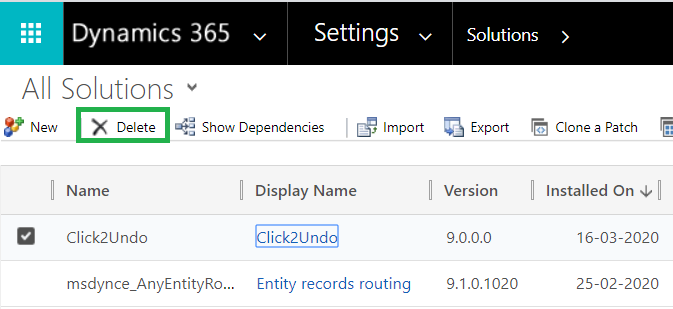 Dynamics 365 Settings Solutions
All Solutions
New Delete Show Dependencies Import Export Clone a Patch
Name Display Name Version Installed On
Click2Undo Click2Undo 9.0.0.0 16-03-2020
msdynce_AnyEntityRo... Entity records routing 9.1.0.1020 25-02-2020